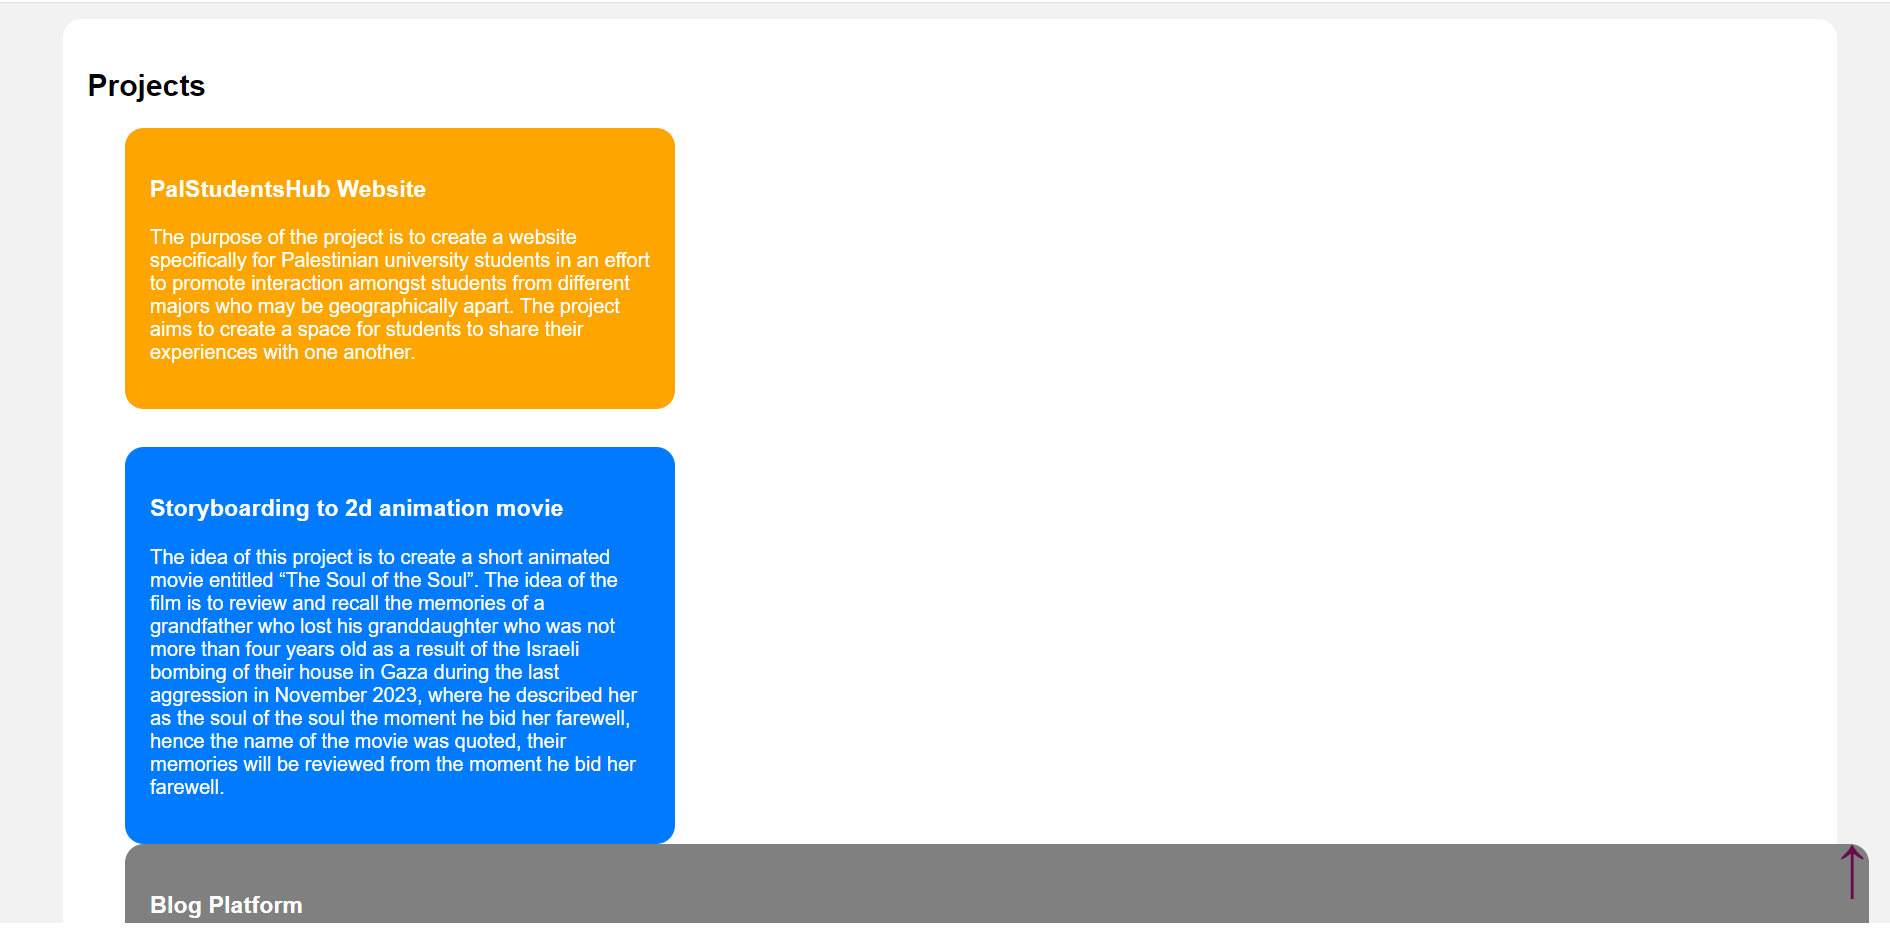 Projects
PalStudentsHub Website
The purpose of the project is to create a website
specifically for Palestinian university students in an effort
to promote interaction amongst students from different
majors who may be geographically apart. The project
aims to create a space for students to share their
experiences with one another.
Storyboarding to 2d animation movie
The idea of this project is to create a short animated
movie entitled “The Soul of the Soul”. The idea of the
film is to review and recall the memories of a
grandfather who lost his granddaughter who was not
more than four years old as a result of the Israeli
bombing of their house in Gaza during the last
aggression in November 2023, where he described her
as the soul of the soul the moment he bid her farewell,
hence the name of the movie was quoted, their
memories will be reviewed from the moment he bid her
farewell.
Blog Platform